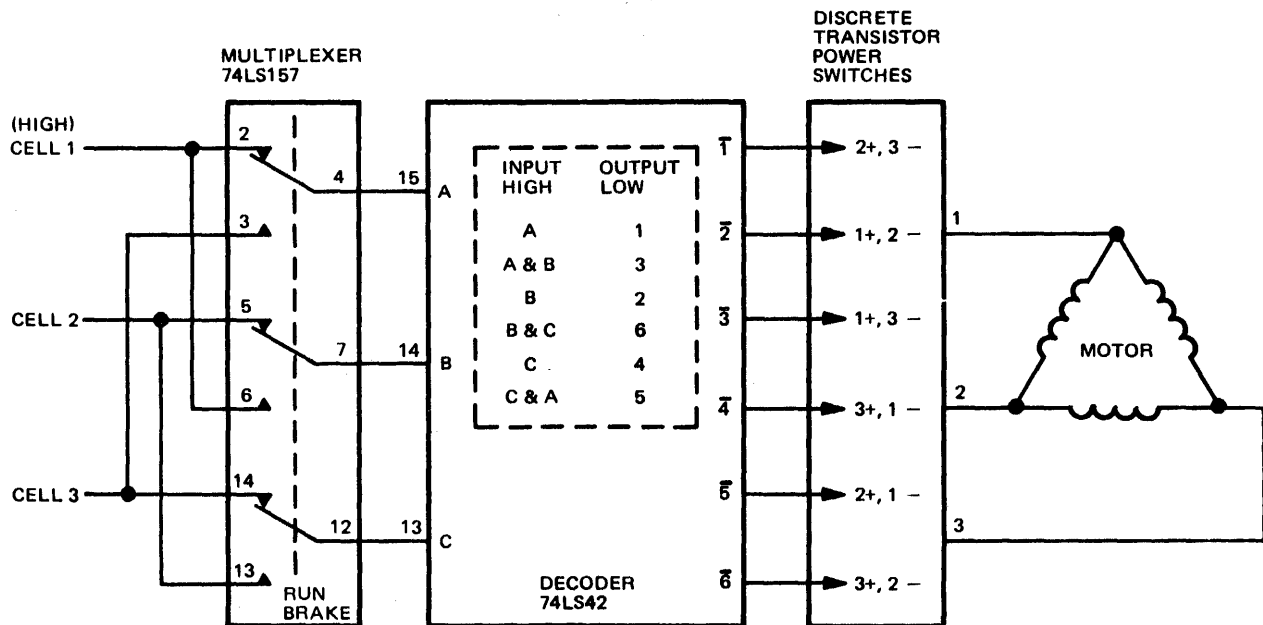 DISCRETE
TRANSISTOR
POWER
SWITCHES
MULTIPLEXER
74LS157
(HIGH)
CELL 1
2
4
15
A
3
CELL 2
5
7
14
B
6
CELL 3
14
12
13
C
13
RUN
BRAKE
INPUT HIGH OUTPUT LOW
A 1
A & B 3
B 2
B & C 6
C 4
C & A 5
DECODER
74LS42
1̅ 2+, 3 −
2̅ 1+, 2 −
3̅ 1+, 3 −
4̅ 3+, 1 −
5̅ 2+, 1 −
6̅ 3+, 2 −
1
2
3
MOTOR